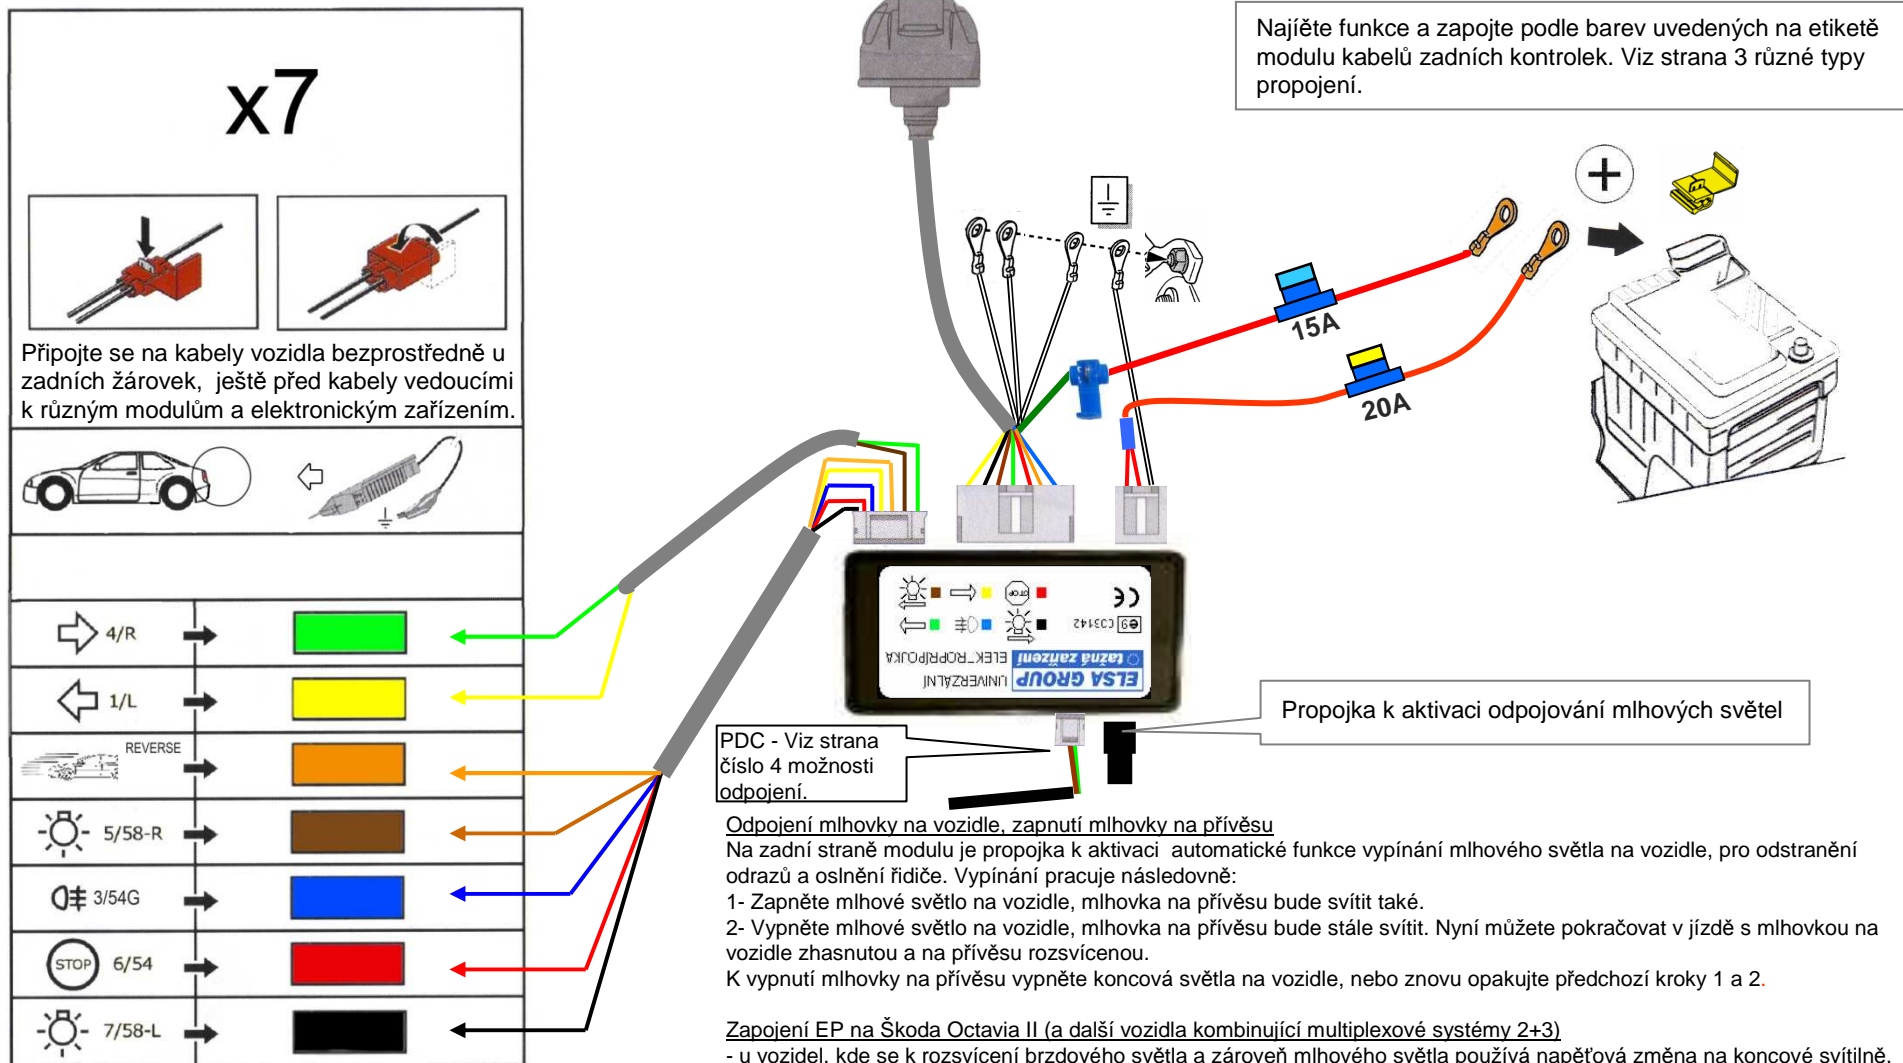 x7
Připojte se na kabely vozidla bezprostředně u
zadních žárovek, ještě před kabely vedoucími
k různým modulům a elektronickým zařízením.
4/R
1/L
REVERSE
5/58-R
3/54G
STOP 6/54
7/58-L
Najíěte funkce a zapojte podle barev uvedených na etiketě
modulu kabelů zadních kontrolek. Viz strana 3 různé typy
propojení.
15A
20A
STOP
CE
e9 C03142
ELSA GROUP UNIVERZÁLNÍ
tažná zařízení ELEKTROPŘÍPOJKA
Propojka k aktivaci odpojování mlhových světel
PDC - Viz strana
číslo 4 možnosti
odpojení.
Odpojení mlhovky na vozidle, zapnutí mlhovky na přívěsu
Na zadní straně modulu je propojka k aktivaci automatické funkce vypínání mlhového světla na vozidle, pro odstranění
odrazů a oslnění řidiče. Vypínání pracuje následovně:
1- Zapněte mlhové světlo na vozidle, mlhovka na přívěsu bude svítit také.
2- Vypněte mlhové světlo na vozidle, mlhovka na přívěsu bude stále svítit. Nyní můžete pokračovat v jízdě s mlhovkou na
vozidle zhasnutou a na přívěsu rozsvícenou.
K vypnutí mlhovky na přívěsu vypněte koncová světla na vozidle, nebo znovu opakujte předchozí kroky 1 a 2.
Zapojení EP na Škoda Octavia II (a další vozidla kombinující multiplexové systémy 2+3)
- u vozidel, kde se k rozsvícení brzdového světla a zároveň mlhového světla používá napěťová změna na koncové svítilně,